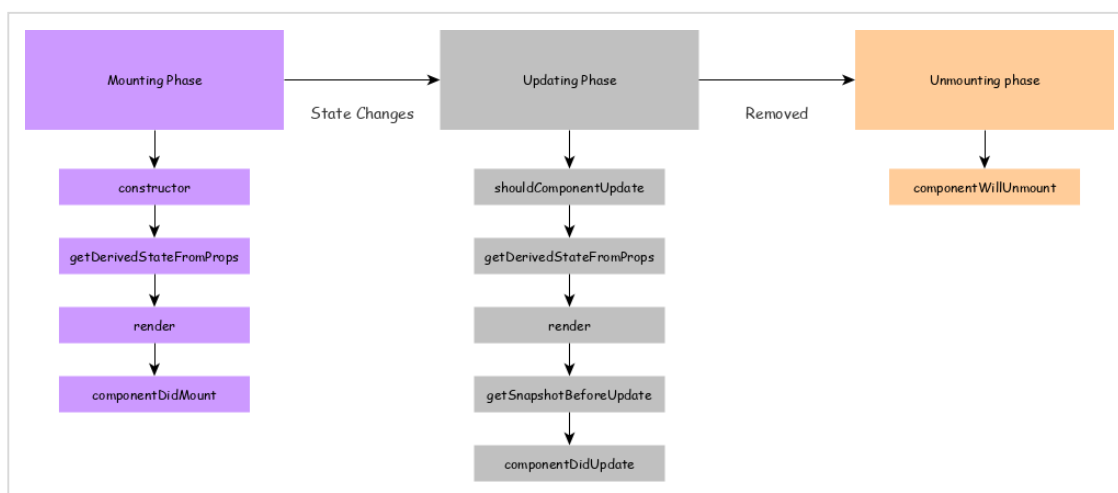 Mounting Phase
State Changes
Updating Phase
Removed
Unmounting phase
constructor
getDerivedStateFromProps
render
componentDidMount
shouldComponentUpdate
getDerivedStateFromProps
render
getSnapshotBeforeUpdate
componentDidUpdate
componentWillUnmount